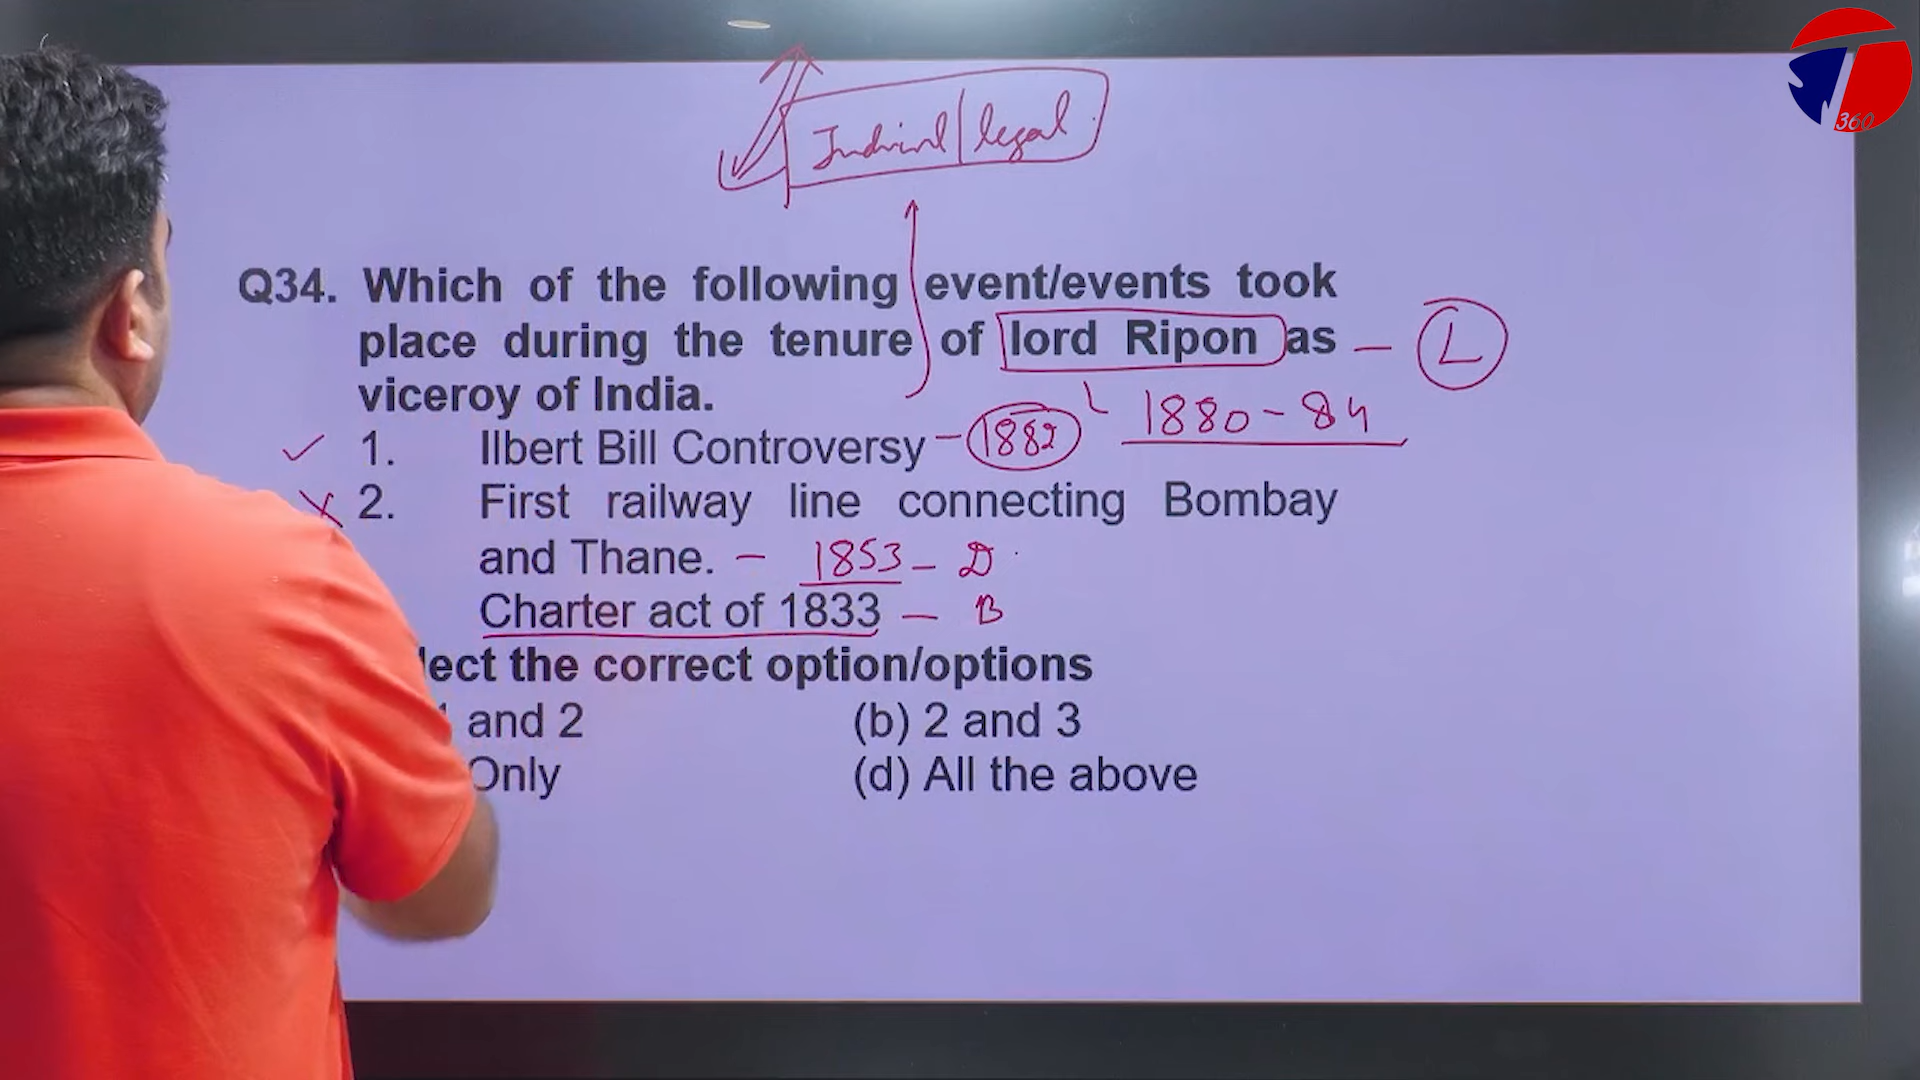 360
Judicial/legal
Q34. Which of the following event/events took
place during the tenure of lord Ripon as – L
viceroy of India.
1880-84
1. Ilbert Bill Controversy – 1882
2. First railway line connecting Bombay
and Thane. – 1853 – D
Charter act of 1833 – B
lect the correct option/options
1 and 2 (b) 2 and 3
Only (d) All the above